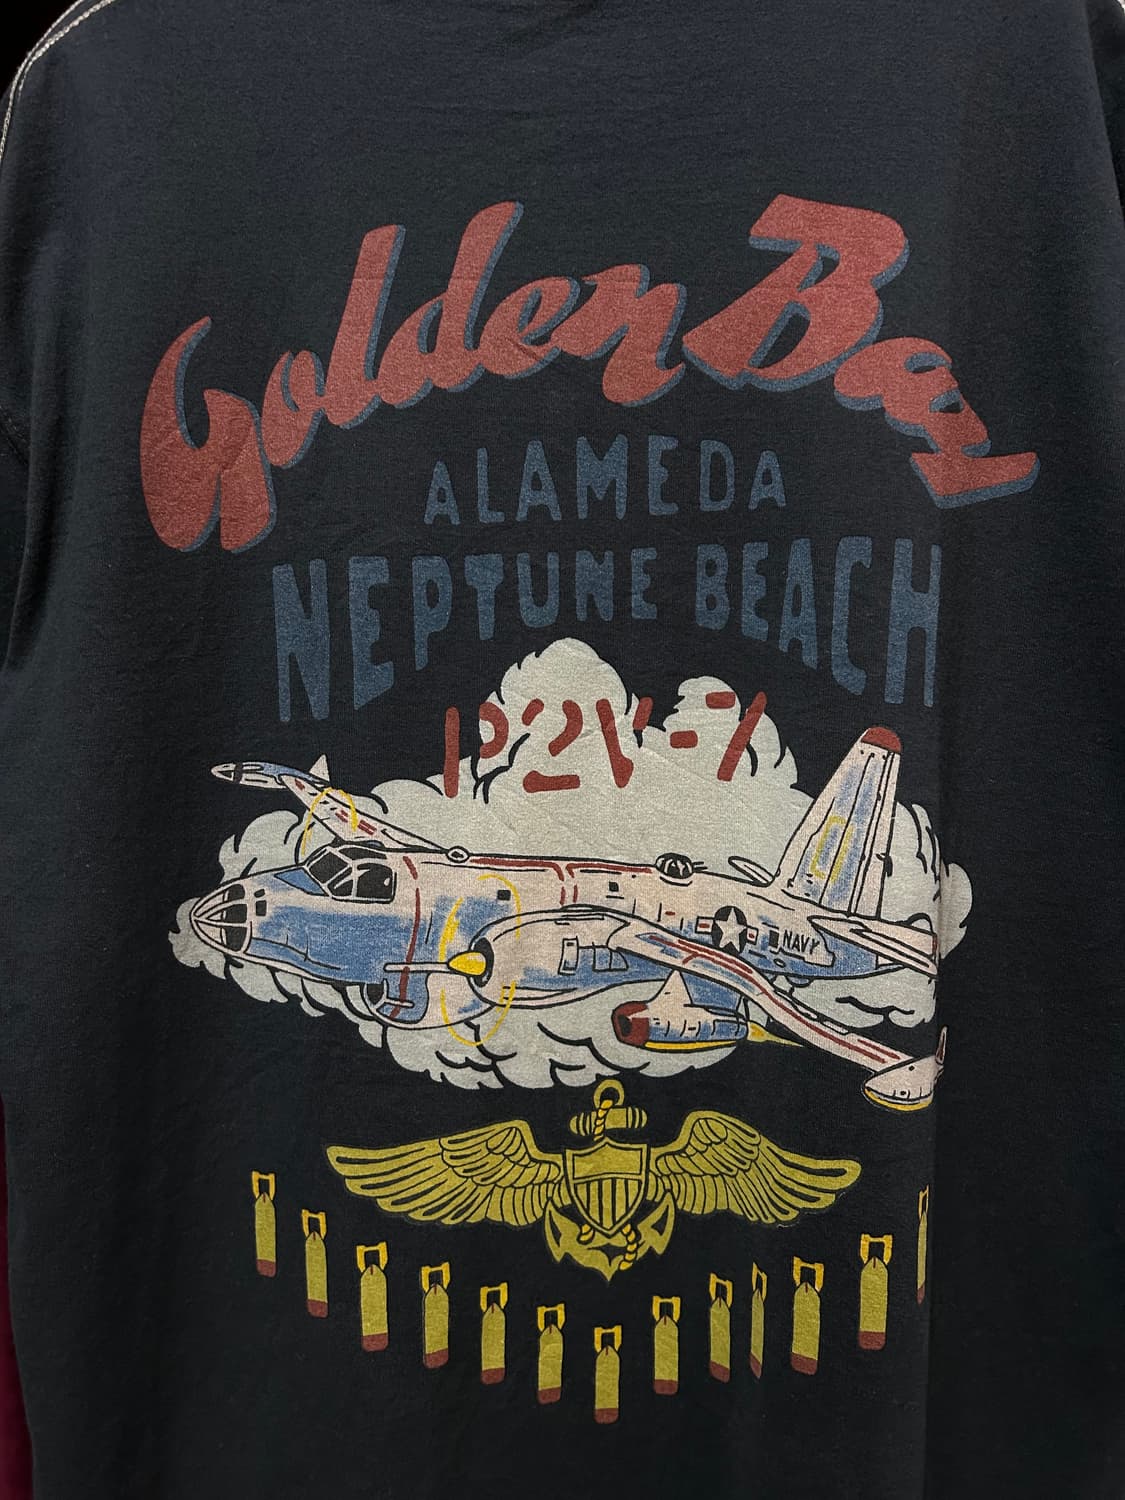 Golden Bay
ALAMEDA
NEPTUNE BEACH
P2V-7
NAVY